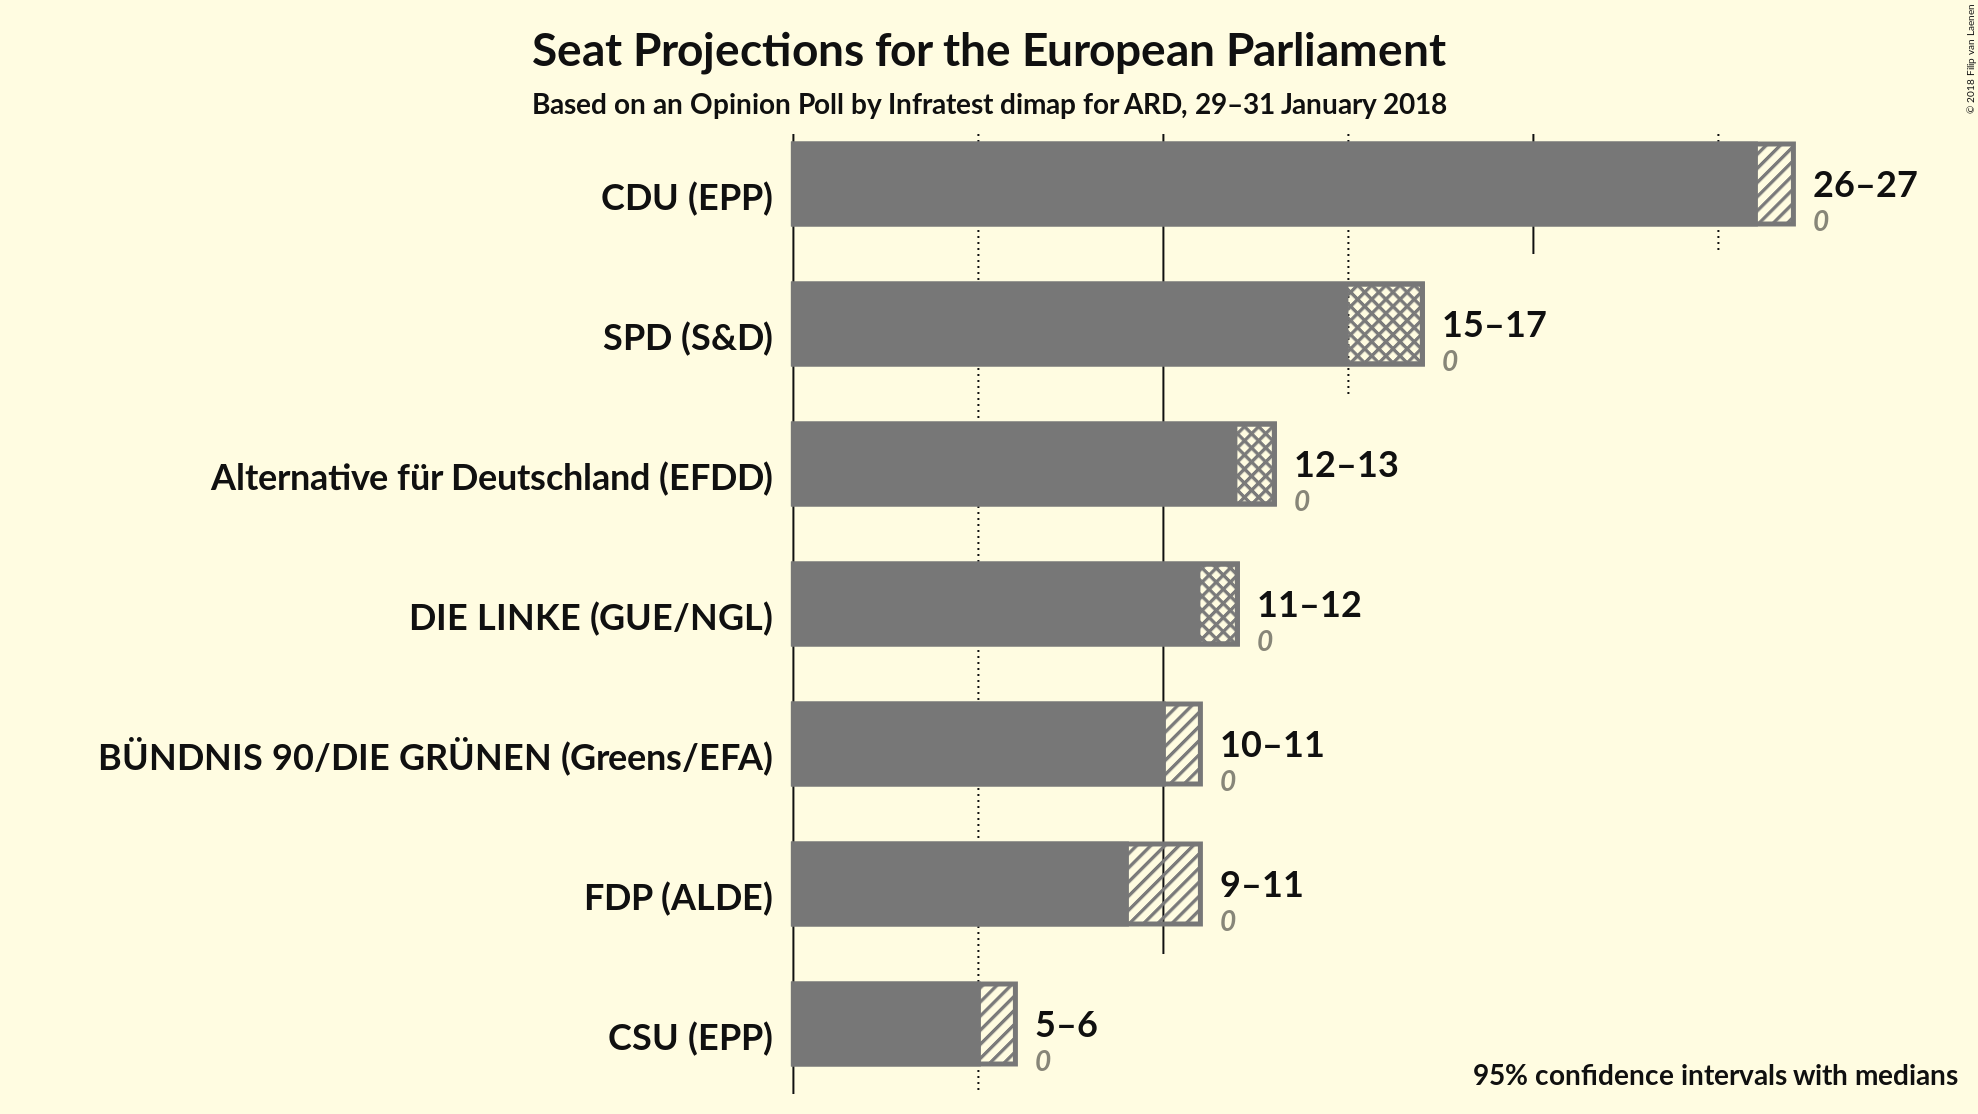 Seat Projections for the European Parliament
Based on an Opinion Poll by Infratest dimap for ARD, 29–31 January 2018
© 2018 Filip van Laenen
CDU (EPP)
26–27
0
SPD (S&D)
15–17
0
Alternative für Deutschland (EFDD)
12–13
0
DIE LINKE (GUE/NGL)
11–12
0
BÜNDNIS 90/DIE GRÜNEN (Greens/EFA)
10–11
0
FDP (ALDE)
9–11
0
CSU (EPP)
5–6
0
95% confidence intervals with medians